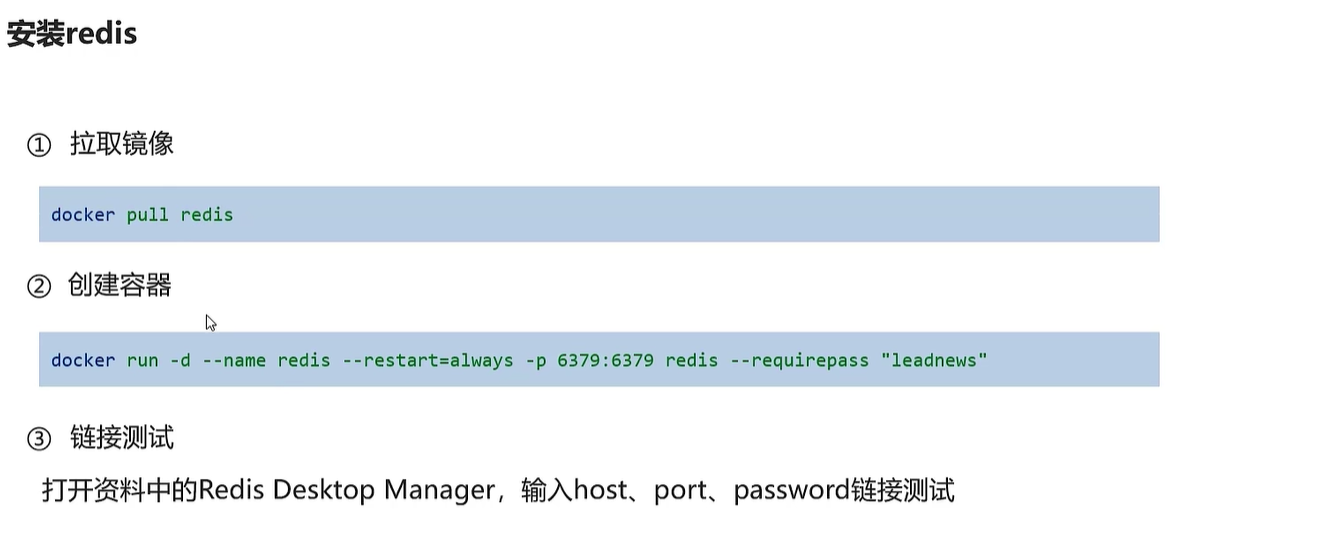 安装redis
① 拉取镜像
docker pull redis
② 创建容器
docker run -d --name redis --restart=always -p 6379:6379 redis --requirepass "leadnews"
③ 链接测试
打开资料中的Redis Desktop Manager，输入host、port、password链接测试